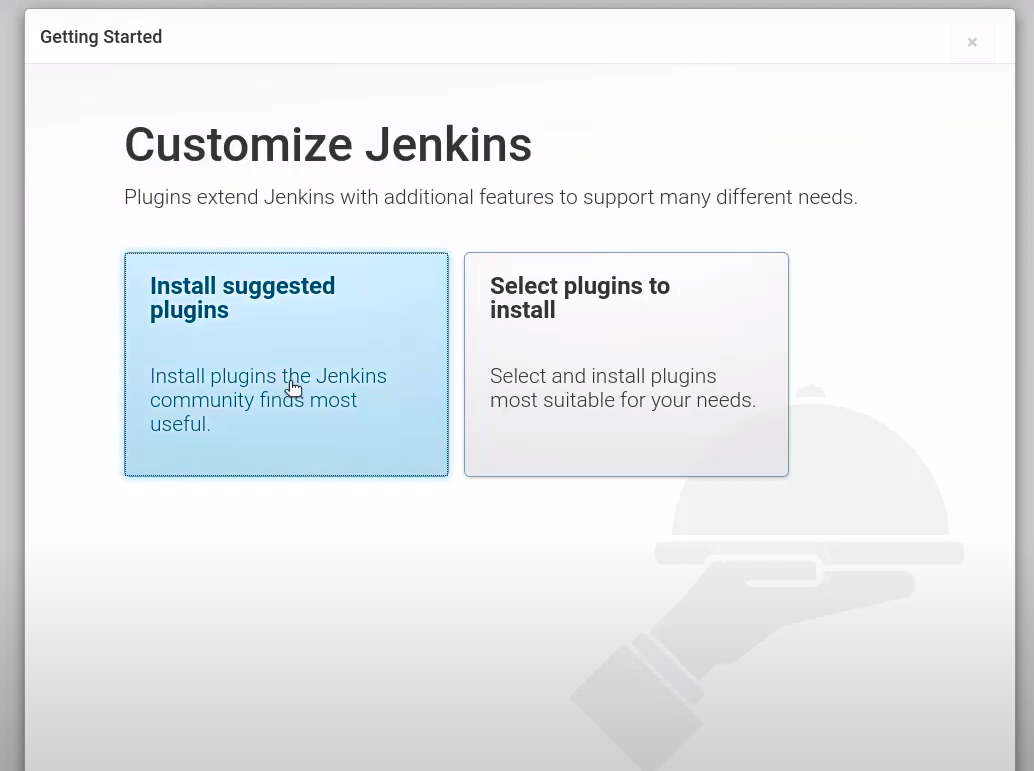 Getting Started
×
Customize Jenkins
Plugins extend Jenkins with additional features to support many different needs.
Install suggested
plugins
Install plugins the Jenkins
community finds most
useful.
Select plugins to
install
Select and install plugins
most suitable for your needs.